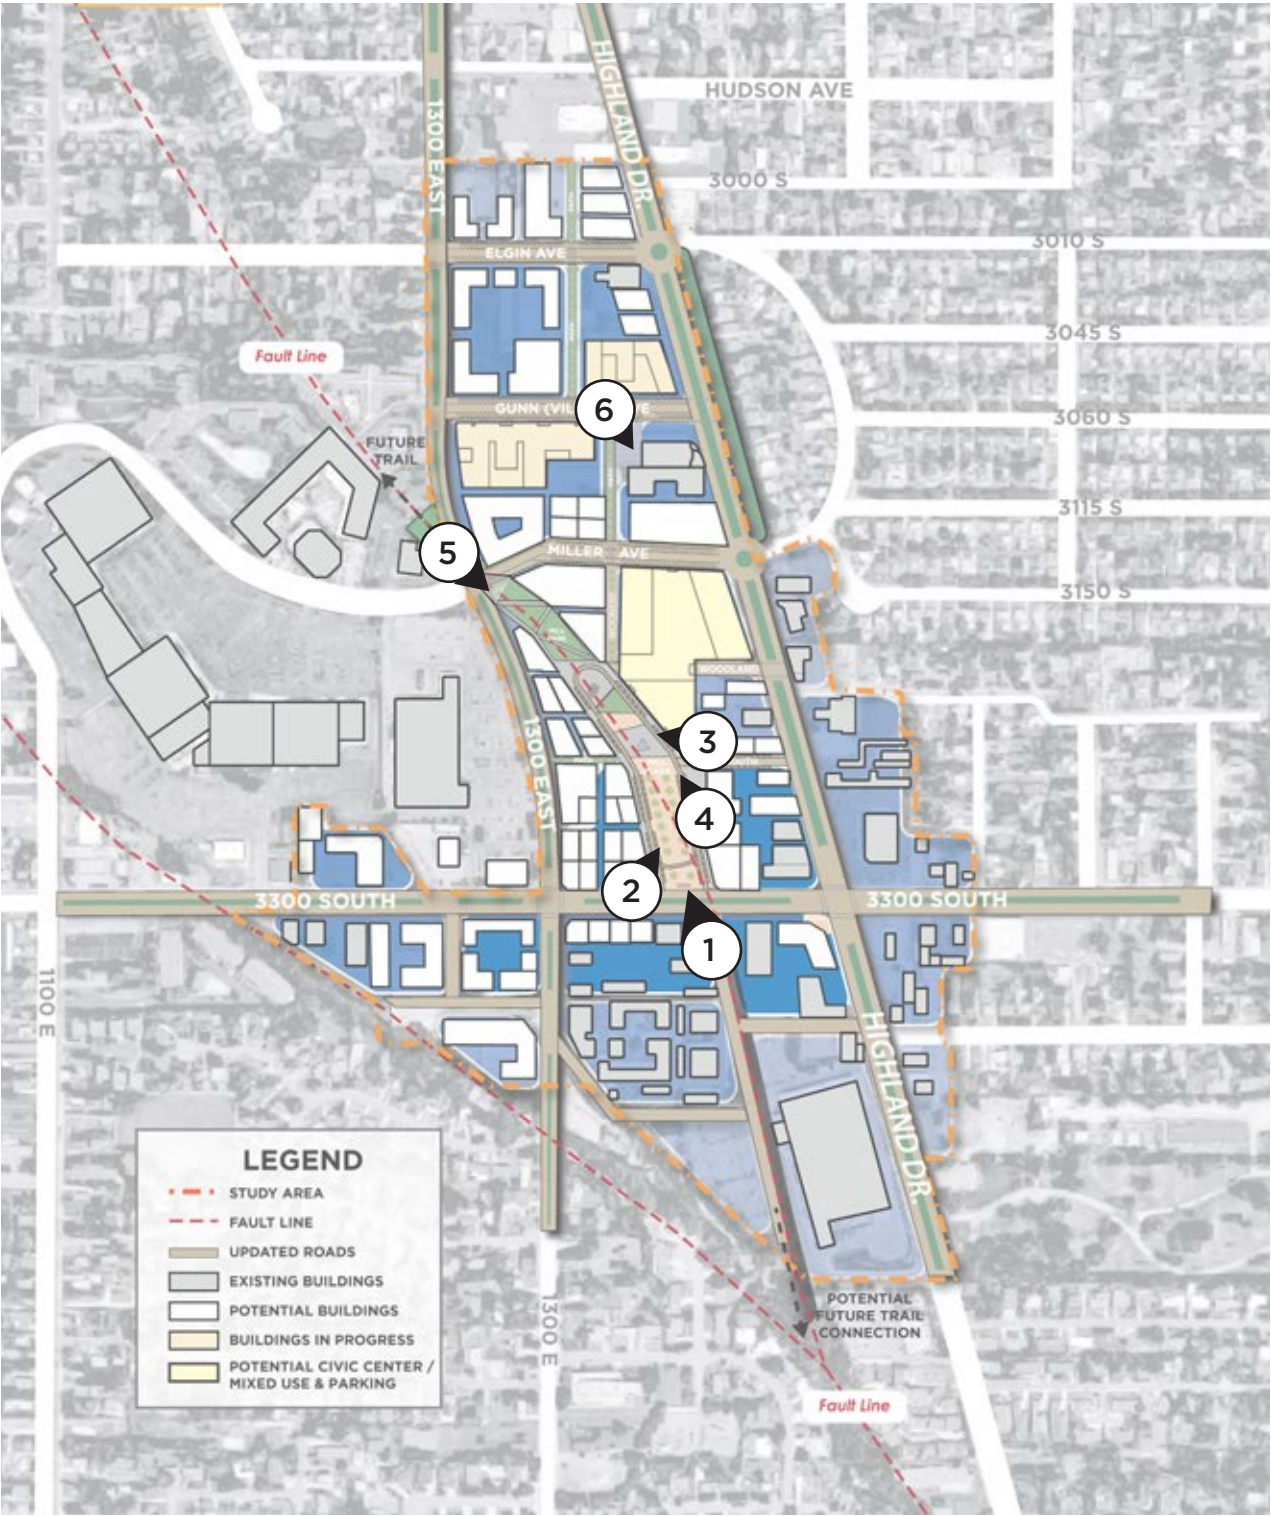 HIGHLAND DR.
HUDSON AVE
1300 EAST
3000 S
3010 S
ELGIN AVE
3045 S
Fault Line
6
GUNN (VIL
VE
3060 S
FUTURE
TRAIL
3115 S
5
MILLER AVE
3150 S
WOODLAND
1300 EAST
3
4
2
3300 SOUTH
3300 SOUTH
1
1100 E
HIGHLAND DR.
LEGEND
STUDY AREA
FAULT LINE
UPDATED ROADS
EXISTING BUILDINGS
POTENTIAL BUILDINGS
BUILDINGS IN PROGRESS
POTENTIAL CIVIC CENTER /
MIXED USE & PARKING
1300 E
POTENTIAL
FUTURE TRAIL
CONNECTION
Fault Line